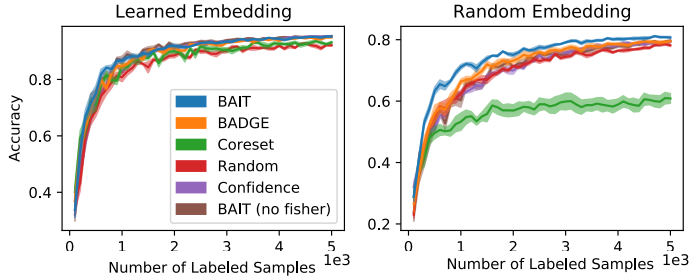 Learned Embedding
Random Embedding
Accuracy
0.8
0.6
0.4
BAIT
BADGE
Coreset
Random
Confidence
BAIT (no fisher)
0 1 2 3 4 5
1e3
Number of Labeled Samples
0.8
0.6
0.4
0.2
0 1 2 3 4 5
1e3
Number of Labeled Samples